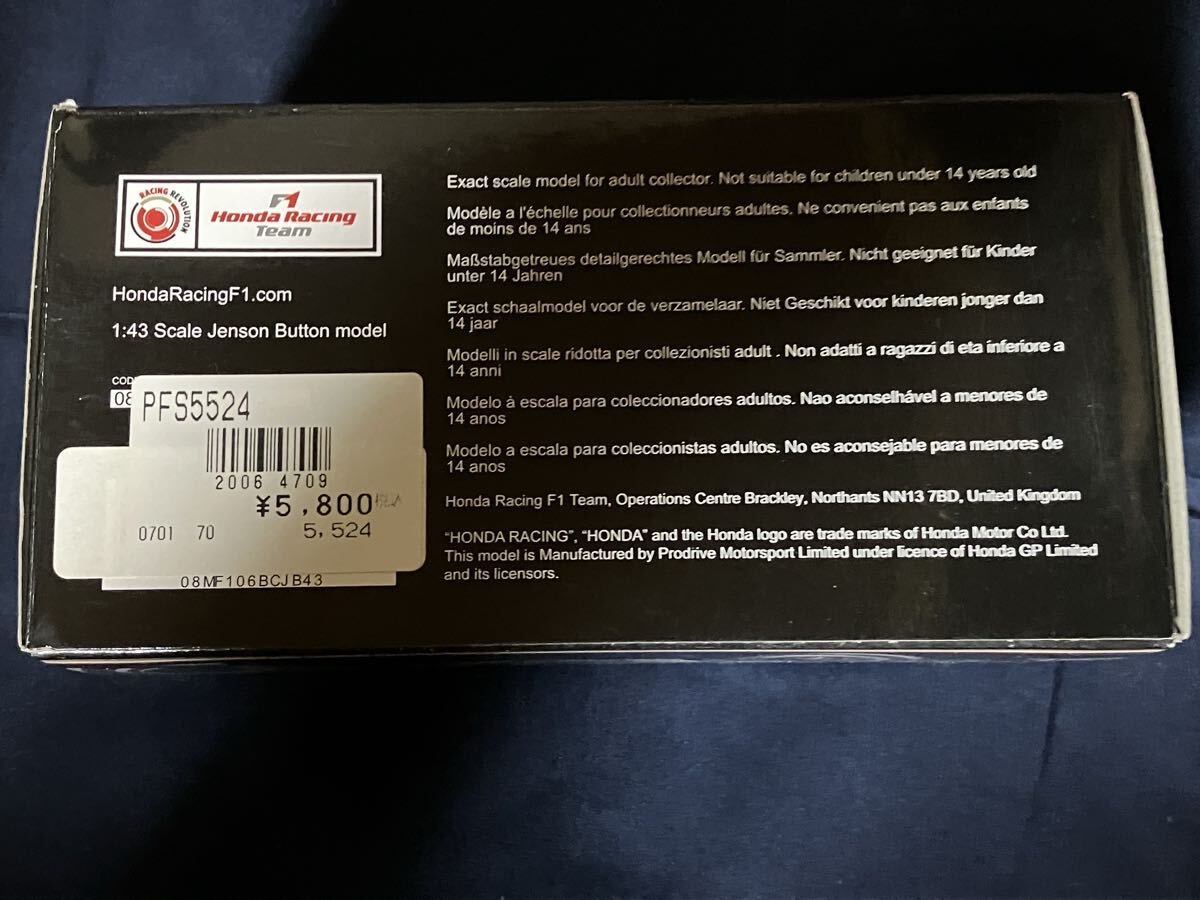 RACING REVOLUTION
F1
Honda Racing
Team
HondaRacingF1.com
1:43 Scale Jenson Button model
COD
08
PFS5524
2006 4709
¥5,800税込
0701 70 5,524
08MF106BCJB43
Exact scale model for adult collector. Not suitable for children under 14 years old
Modèle a l'échelle pour collectionneurs adultes. Ne convenient pas aux enfants
de moins de 14 ans
Maßstabgetreues detailgerechtes Modell für Sammler. Nicht geeignet für Kinder
unter 14 Jahren
Exact schaalmodel voor de verzamelaar. Niet Geschikt voor kinderen jonger dan
14 jaar
Modelli in scale ridotta per collezionisti adult . Non adatti a ragazzi di eta inferiore a
14 anni
Modelo à escala para coleccionadores adultos. Nao aconselhável a menores de
14 anos
Modelo a escala para coleccionistas adultos. No es aconsejable para menores de
14 anos
Honda Racing F1 Team, Operations Centre Brackley, Northants NN13 7BD, United Kingdom
"HONDA RACING", "HONDA" and the Honda logo are trade marks of Honda Motor Co Ltd.
This model is Manufactured by Prodrive Motorsport Limited under licence of Honda GP Limited
and its licensors.